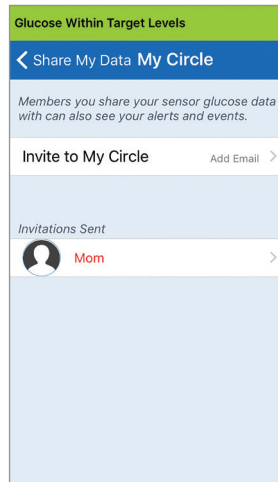 Glucose Within Target Levels
Share My Data My Circle
Members you share your sensor glucose data
with can also see your alerts and events.
Invite to My Circle Add Email
Invitations Sent
Mom